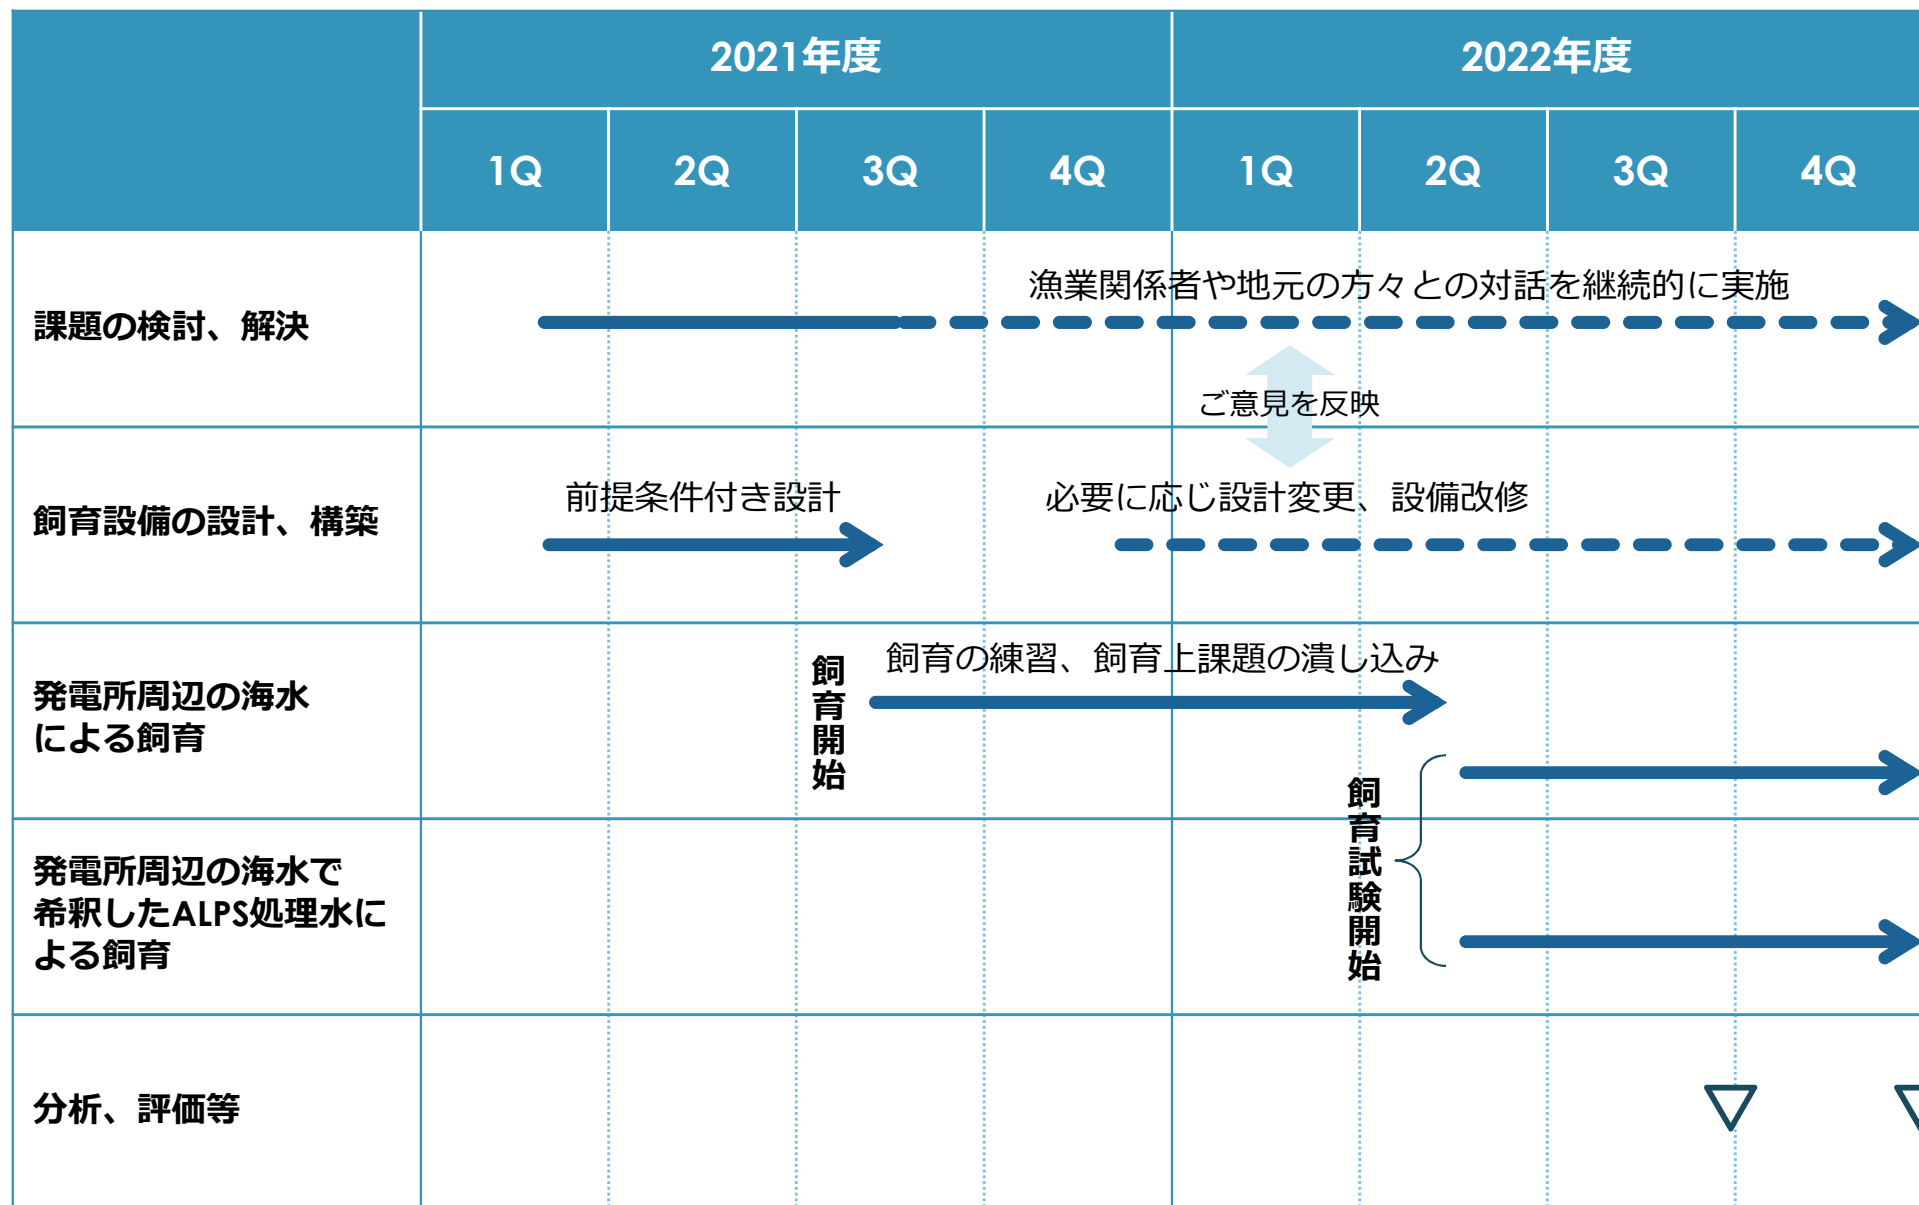 2021年度
2022年度
1Q
2Q
3Q
4Q
1Q
2Q
3Q
4Q
課題の検討、解決
漁業関係者や地元の方々との対話を継続的に実施
ご意見を反映
飼育設備の設計、構築
前提条件付き設計
必要に応じ設計変更、設備改修
発電所周辺の海水
による飼育
飼育開始
飼育の練習、飼育上課題の潰し込み
飼育試験開始
発電所周辺の海水で
希釈したALPS処理水に
よる飼育
分析、評価等